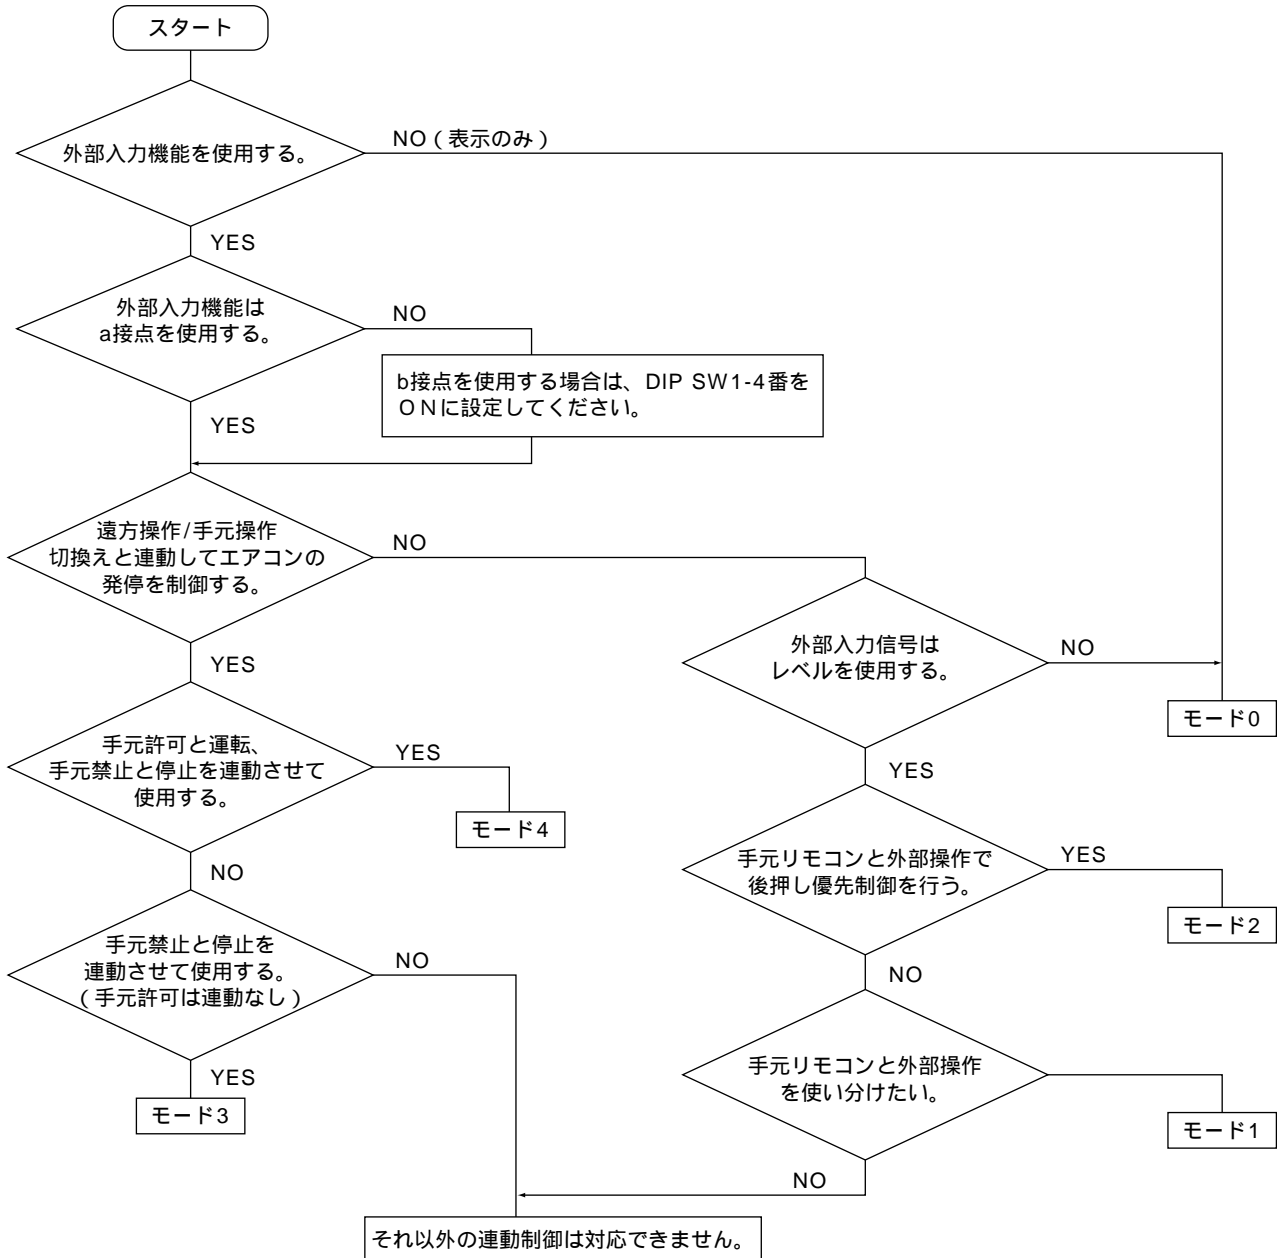 スタート
外部入力機能を使用する。
NO（表示のみ）
YES
外部入力機能は
a接点を使用する。
NO
b接点を使用する場合は、DIP SW1-4番を
ＯＮに設定してください。
YES
遠方操作/手元操作
切換えと連動してエアコンの
発停を制御する。
NO
外部入力信号は
レベルを使用する。
NO
モード0
YES
YES
手元許可と運転、
手元禁止と停止を連動させて
使用する。
YES
モード4
手元リモコンと外部操作で
後押し優先制御を行う。
YES
モード2
NO
NO
手元禁止と停止を
連動させて使用する。
（手元許可は連動なし）
NO
YES
モード3
手元リモコンと外部操作
を使い分けたい。
モード1
NO
それ以外の連動制御は対応できません。